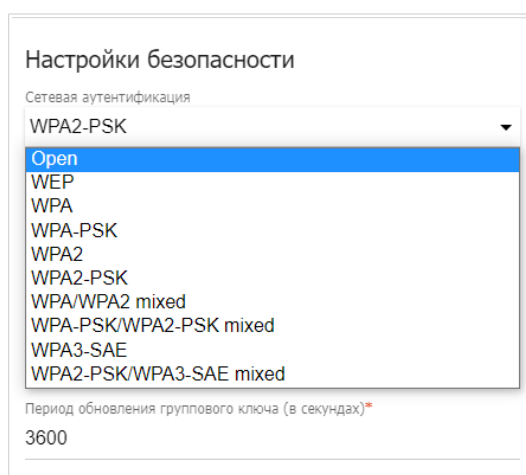 Настройки безопасности
Сетевая аутентификация
WPA2-PSK
Open
WEP
WPA
WPA-PSK
WPA2
WPA2-PSK
WPA/WPA2 mixed
WPA-PSK/WPA2-PSK mixed
WPA3-SAE
WPA2-PSK/WPA3-SAE mixed
Период обновления группового ключа (в секундах)*
3600